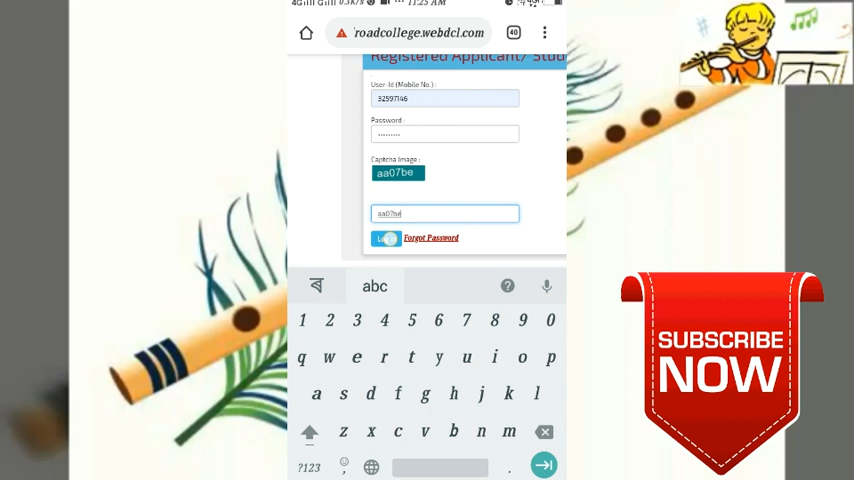 11:25 AM
'roadcollege.webdcl.com
40
Registered Applicant/ Stud
User-Id (Mobile No.) :
32597146
Password :
Captcha Image :
aa07be
aa07be
Forgot Password
ব
abc
1 2 3 4 5 6 7 8 9 0
q w e r t y u i o p
a s d f g h j k l
z x c v b n m
?123 , .
SUBSCRIBE
NOW